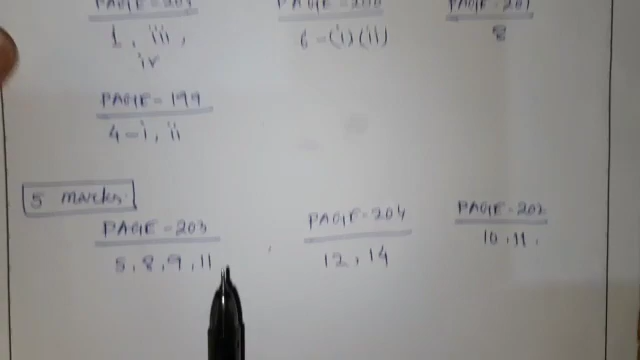 1, iii,
iv
6-(i)(ii)
8
PAGE = 199
4-i, ii
5 marks.
PAGE = 203
5, 8, 9, 11
PAGE = 204
12, 14
PAGE = 202
10, 11,